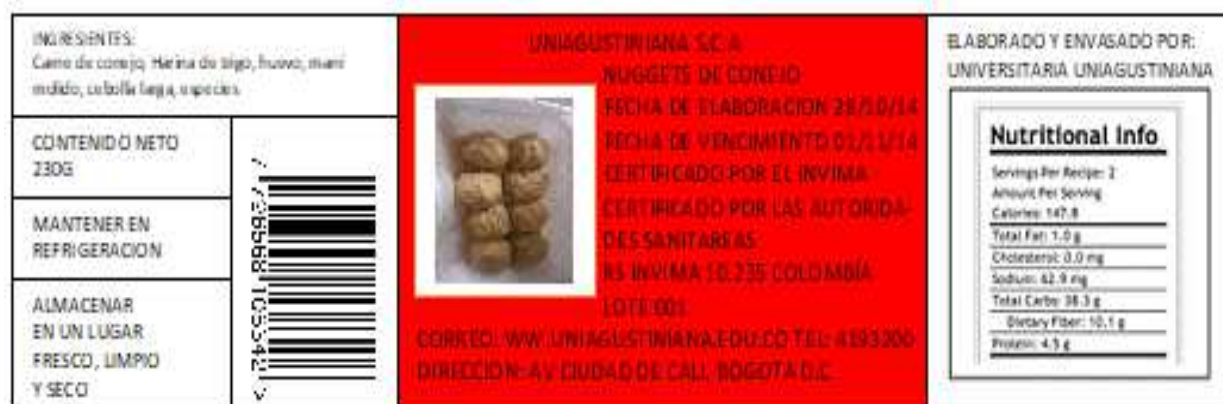 INGRESIENTES:
Carne de conejo, Harina de trigo, huevo, maní
molido, cebolla larga, especies.
CONTENIDO NETO
230G
MANTENER EN
REFRIGERACION
ALMACENAR
EN UN LUGAR
FRESCO, LIMPIO
Y SECO
UNIAGUSTINIANA S.C.A
NUGGETS DE CONEJO
FECHA DE ELABORACION 28/10/14
FECHA DE VENCIMIENTO 01/11/14
CERTIFICADO POR EL INVIMA
CERTIFICADO POR LAS AUTORIDA-
DES SANITAREAS
RS INVIMA 10.235 COLOMBÍA
LOTE 001
CORREO: WW.UNIAGUSTINIANA.EDU.CO TEL: 4193200
DIRECCION: AV CIUDAD DE CALI, BOGOTA D.C.
ELABORADO Y ENVASADO POR:
UNIVERSITARIA UNIAGUSTINIANA
Nutritional Info
Servings Per Recipe: 2
Amount Per Serving
Calories: 147.8
Total Fat: 1.0 g
Cholesterol: 0.0 mg
Sodium: 62.9 mg
Total Carbs: 38.3 g
Dietary Fiber: 10.1 g
Protein: 4.5 g